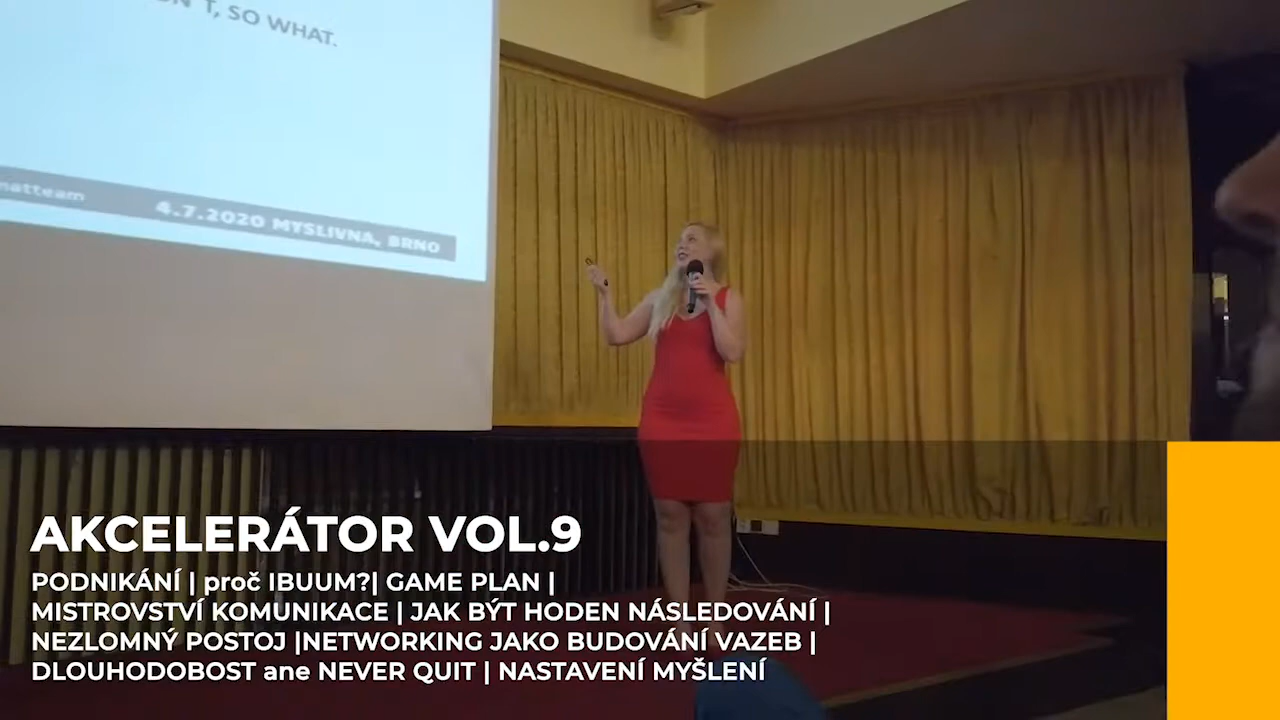 SO WHAT.
4.7.2020 MYSLIVNA, BRNO
AKCELERÁTOR VOL.9
PODNIKÁNÍ | proč IBUUM?| GAME PLAN |
MISTROVSTVÍ KOMUNIKACE | JAK BÝT HODEN NÁSLEDOVÁNÍ |
NEZLOMNÝ POSTOJ |NETWORKING JAKO BUDOVÁNÍ VAZEB |
DLOUHODOBOST ane NEVER QUIT | NASTAVENÍ MYŠLENÍ